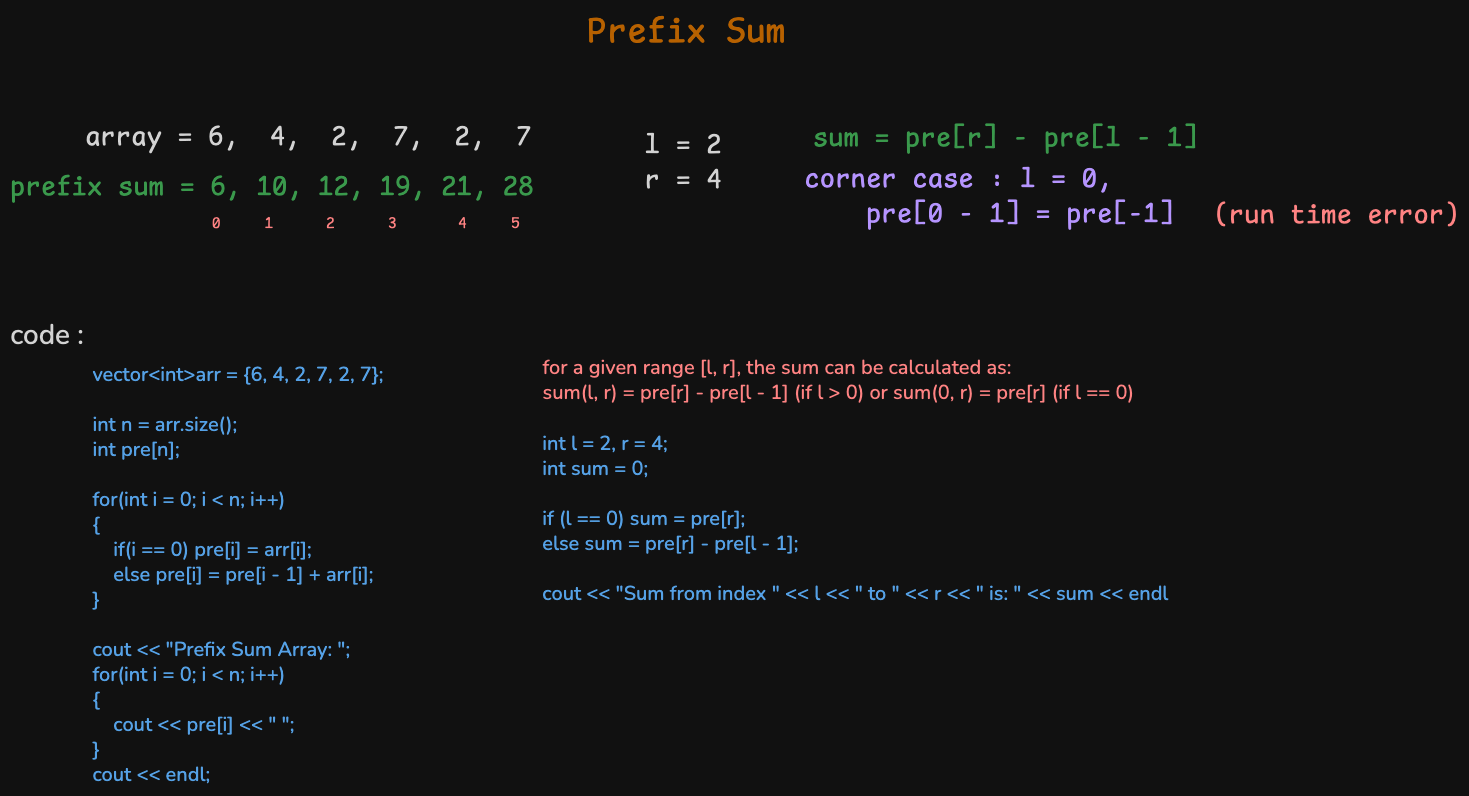 Prefix Sum
array = 6, 4, 2, 7, 2, 7
prefix sum = 6, 10, 12, 19, 21, 28
0 1 2 3 4 5
l = 2
r = 4
sum = pre[r] - pre[l - 1]
corner case : l = 0,
pre[0 - 1] = pre[-1] (run time error)
code :
vector<int>arr = {6, 4, 2, 7, 2, 7};
int n = arr.size();
int pre[n];
for(int i = 0; i < n; i++)
{
if(i == 0) pre[i] = arr[i];
else pre[i] = pre[i - 1] + arr[i];
}
cout << "Prefix Sum Array: ";
for(int i = 0; i < n; i++)
{
cout << pre[i] << " ";
}
cout << endl;
for a given range [l, r], the sum can be calculated as:
sum(l, r) = pre[r] - pre[l - 1] (if l > 0) or sum(0, r) = pre[r] (if l == 0)
int l = 2, r = 4;
int sum = 0;
if (l == 0) sum = pre[r];
else sum = pre[r] - pre[l - 1];
cout << "Sum from index " << l << " to " << r << " is: " << sum << endl